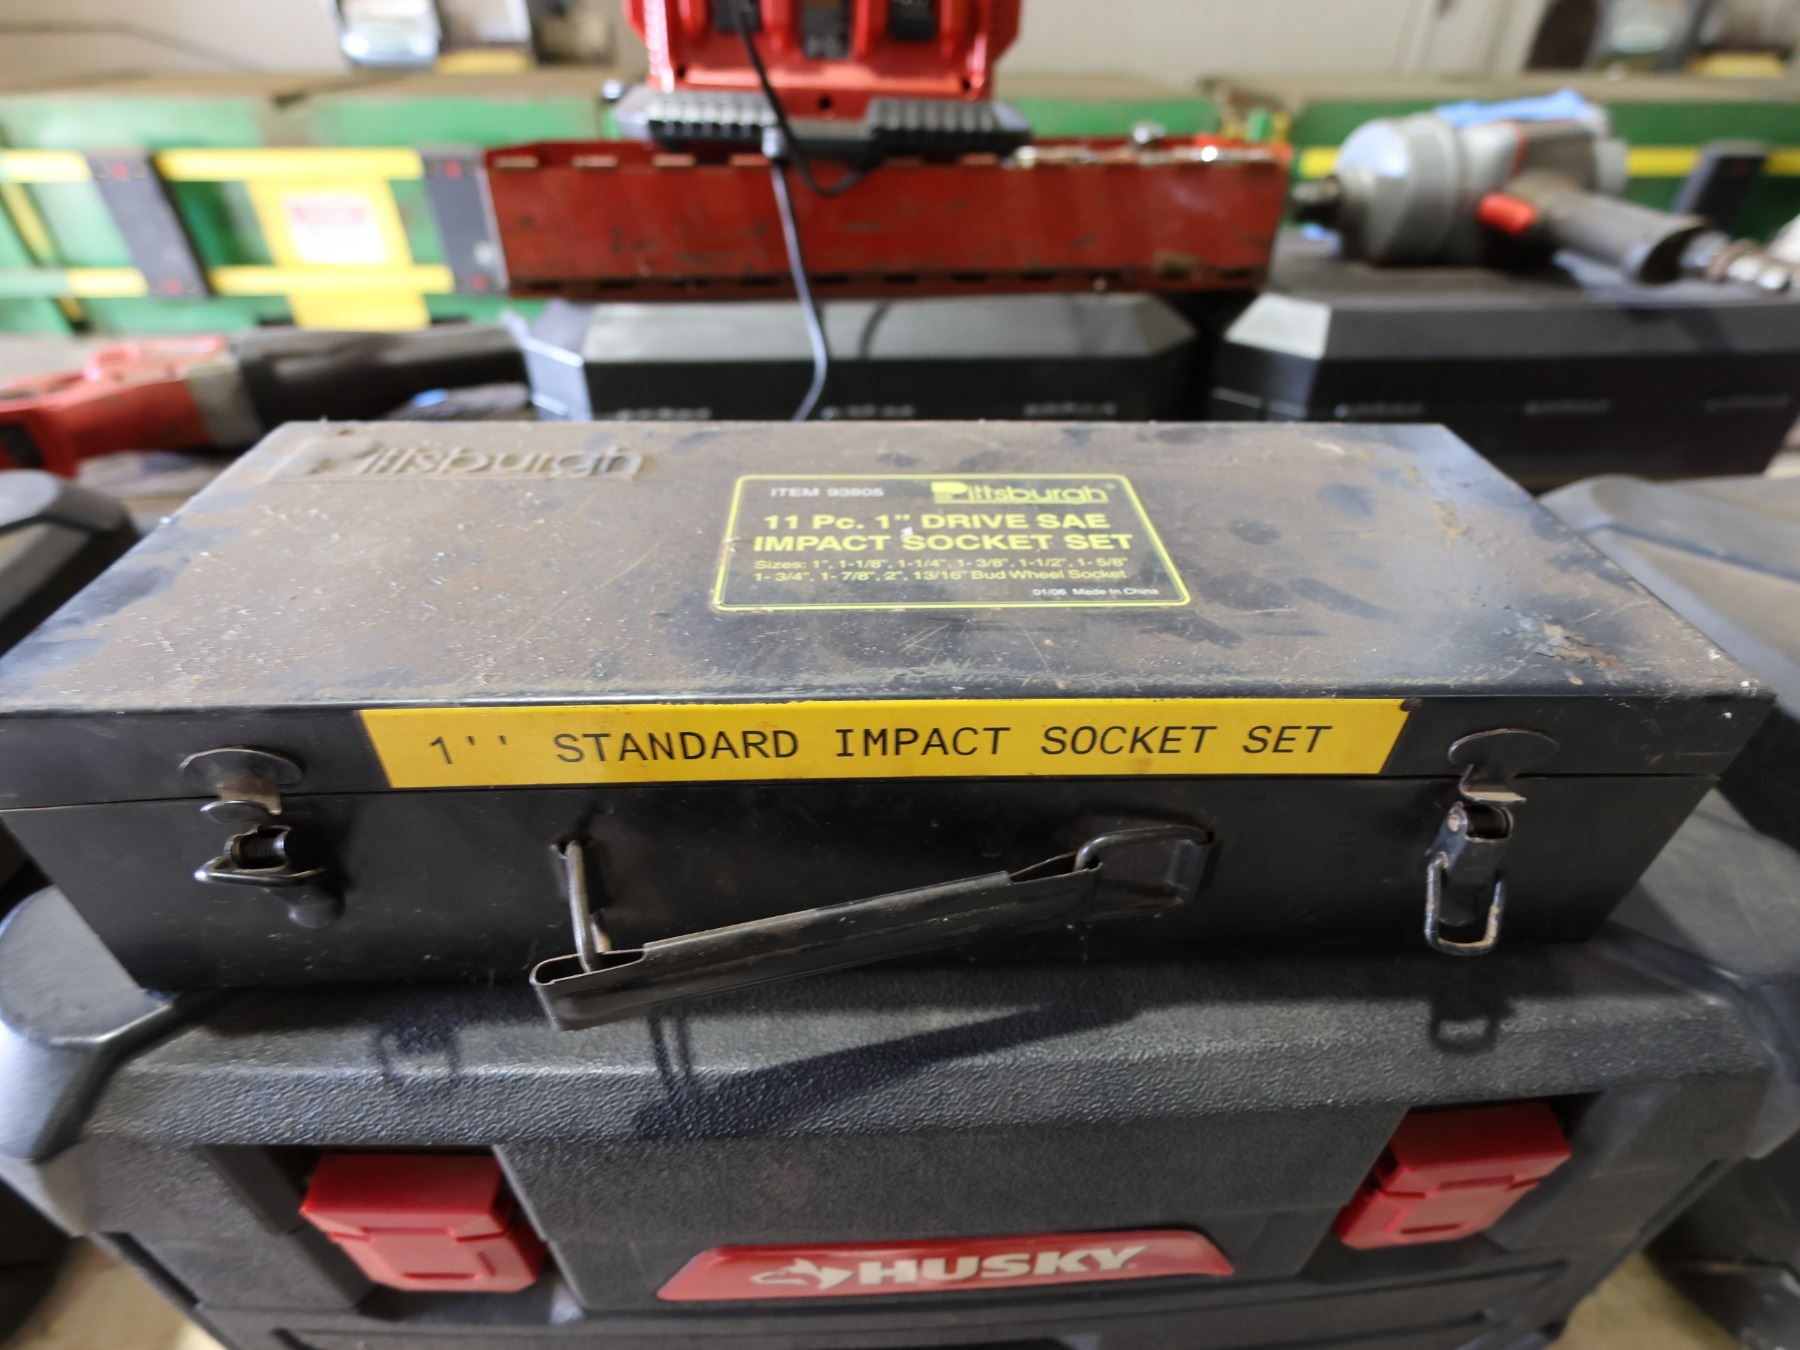 Pittsburgh
ITEM 93805 Pittsburgh®
11 Pc. 1" DRIVE SAE
IMPACT SOCKET SET
Sizes: 1", 1-1/8", 1-1/4", 1- 3/8", 1-1/2", 1- 5/8"
1- 3/4", 1- 7/8", 2", 13/16" Bud Wheel Socket
01/06 Made in China
1'' STANDARD IMPACT SOCKET SET
HUSKY